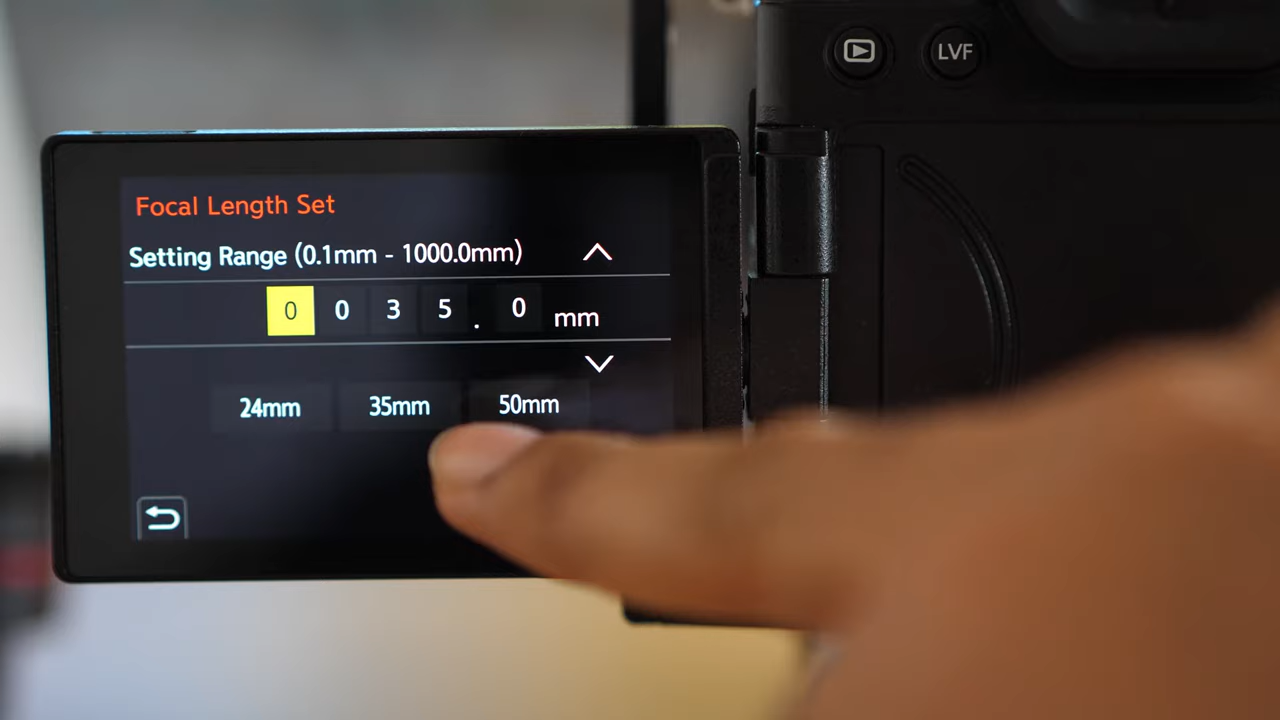 LVF
Focal Length Set
Setting Range (0.1mm - 1000.0mm)
0 0 3 5 . 0 mm
24mm 35mm 50mm